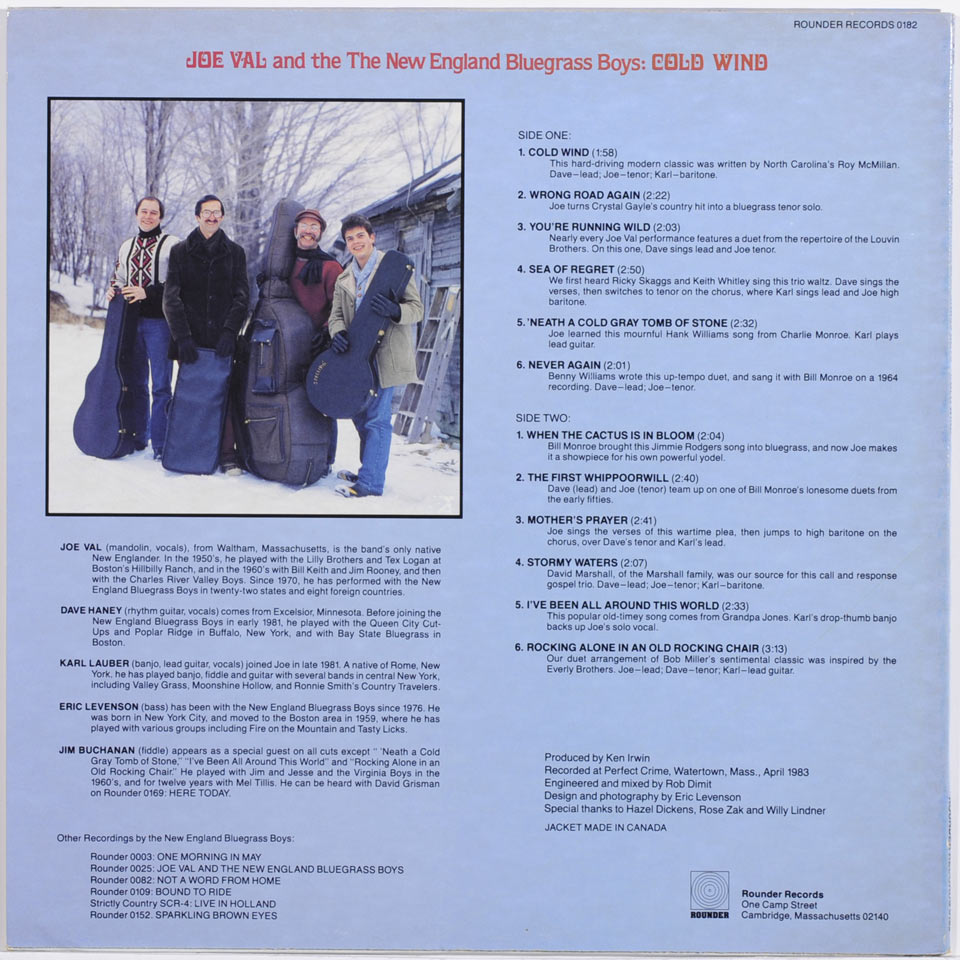 ROUNDER RECORDS 0182
JOE VAL and the The New England Bluegrass Boys: COLD WIND
SIDE ONE:
1. COLD WIND (1:58)
This hard-driving modern classic was written by North Carolina's Roy McMillan.
Dave–lead; Joe–tenor; Karl–baritone.
2. WRONG ROAD AGAIN (2:22)
Joe turns Crystal Gayle's country hit into a bluegrass tenor solo.
3. YOU'RE RUNNING WILD (2:03)
Nearly every Joe Val performance features a duet from the repertoire of the Louvin
Brothers. On this one, Dave sings lead and Joe tenor.
4. SEA OF REGRET (2:50)
We first heard Ricky Skaggs and Keith Whitley sing this trio waltz. Dave sings the
verses, then switches to tenor on the chorus, where Karl sings lead and Joe high
baritone.
5. 'NEATH A COLD GRAY TOMB OF STONE (2:32)
Joe learned this mournful Hank Williams song from Charlie Monroe. Karl plays
lead guitar.
6. NEVER AGAIN (2:01)
Benny Williams wrote this up-tempo duet, and sang it with Bill Monroe on a 1964
recording. Dave–lead; Joe–tenor.
SIDE TWO:
1. WHEN THE CACTUS IS IN BLOOM (2:04)
Bill Monroe brought this Jimmie Rodgers song into bluegrass, and now Joe makes
it a showpiece for his own powerful yodel.
2. THE FIRST WHIPPOORWILL (2:40)
Dave (lead) and Joe (tenor) team up on one of Bill Monroe's lonesome duets from
the early fifties.
3. MOTHER'S PRAYER (2:41)
Joe sings the verses of this wartime plea, then jumps to high baritone on the
chorus, over Dave's tenor and Karl's lead.
4. STORMY WATERS (2:07)
David Marshall, of the Marshall family, was our source for this call and response
gospel trio. Dave–lead; Joe–tenor; Karl–baritone.
5. I'VE BEEN ALL AROUND THIS WORLD (2:33)
This popular old-timey song comes from Grandpa Jones. Karl's drop-thumb banjo
backs up Joe's solo vocal.
6. ROCKING ALONE IN AN OLD ROCKING CHAIR (3:13)
Our duet arrangement of Bob Miller's sentimental classic was inspired by the
Everly Brothers. Joe–lead; Dave–tenor; Karl–lead guitar.
JOE VAL (mandolin, vocals), from Waltham, Massachusetts, is the band's only native
New Englander. In the 1950's, he played with the Lilly Brothers and Tex Logan at
Boston's Hillbilly Ranch, and in the 1960's with Bill Keith and Jim Rooney, and then
with the Charles River Valley Boys. Since 1970, he has performed with the New
England Bluegrass Boys in twenty-two states and eight foreign countries.
DAVE HANEY (rhythm guitar, vocals) comes from Excelsior, Minnesota. Before joining the
New England Bluegrass Boys in early 1981, he played with the Queen City Cut-
Ups and Poplar Ridge in Buffalo, New York, and with Bay State Bluegrass in
Boston.
KARL LAUBER (banjo, lead guitar, vocals) joined Joe in late 1981. A native of Rome, New
York, he has played banjo, fiddle and guitar with several bands in central New York,
including Valley Grass, Moonshine Hollow, and Ronnie Smith's Country Travelers.
ERIC LEVENSON (bass) has been with the New England Bluegrass Boys since 1976. He
was born in New York City, and moved to the Boston area in 1959, where he has
played with various groups including Fire on the Mountain and Tasty Licks.
JIM BUCHANAN (fiddle) appears as a special guest on all cuts except " 'Neath a Cold
Gray Tomb of Stone," "I've Been All Around This World" and "Rocking Alone in an
Old Rocking Chair." He played with Jim and Jesse and the Virginia Boys in the
1960's, and for twelve years with Mel Tillis. He can be heard with David Grisman
on Rounder 0169: HERE TODAY.
Other Recordings by the New England Bluegrass Boys:
Rounder 0003: ONE MORNING IN MAY
Rounder 0025: JOE VAL AND THE NEW ENGLAND BLUEGRASS BOYS
Rounder 0082: NOT A WORD FROM HOME
Rounder 0109: BOUND TO RIDE
Strictly Country SCR-4: LIVE IN HOLLAND
Rounder 0152. SPARKLING BROWN EYES
Produced by Ken Irwin
Recorded at Perfect Crime, Watertown, Mass., April 1983
Engineered and mixed by Rob Dimit
Design and photography by Eric Levenson
Special thanks to Hazel Dickens, Rose Zak and Willy Lindner
JACKET MADE IN CANADA
ROUNDER
Rounder Records
One Camp Street
Cambridge, Massachusetts 02140